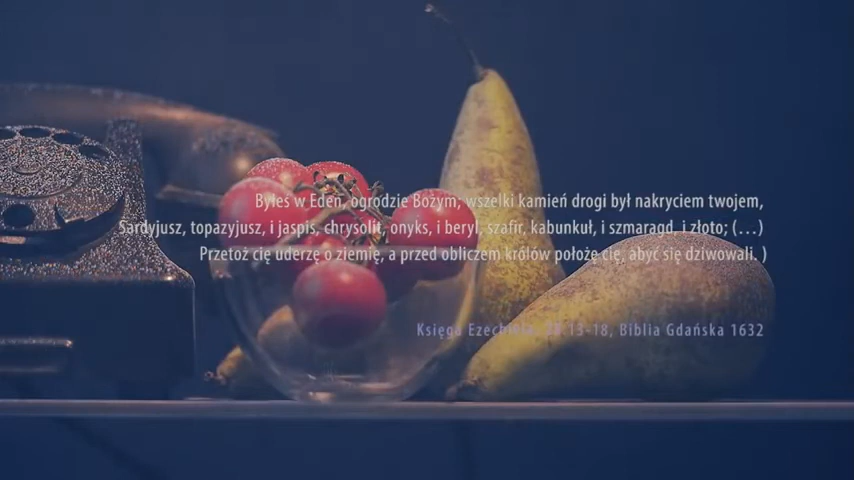 Byłeś w Eden, ogrodzie Bożym; wszelki kamień drogi był nakryciem twojem,
Sardyjusz, topazyjusz, i jaspis, chrysolit, onyks, i beryl, szafir, kabunkuł, i szmaragd, i złoto; (...)
Przetoż cię uderzę o ziemię, a przed obliczem królów położę cię, abyć się dziwowali. )
Księga Ezechiela, 28:13-18, Biblia Gdańska 1632